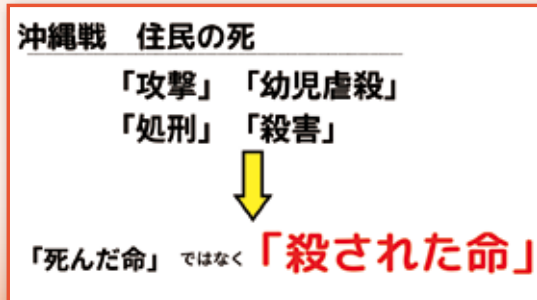 沖縄戦　住民の死
「攻撃」「幼児虐殺」
「処刑」「殺害」
「死んだ命」ではなく「殺された命」